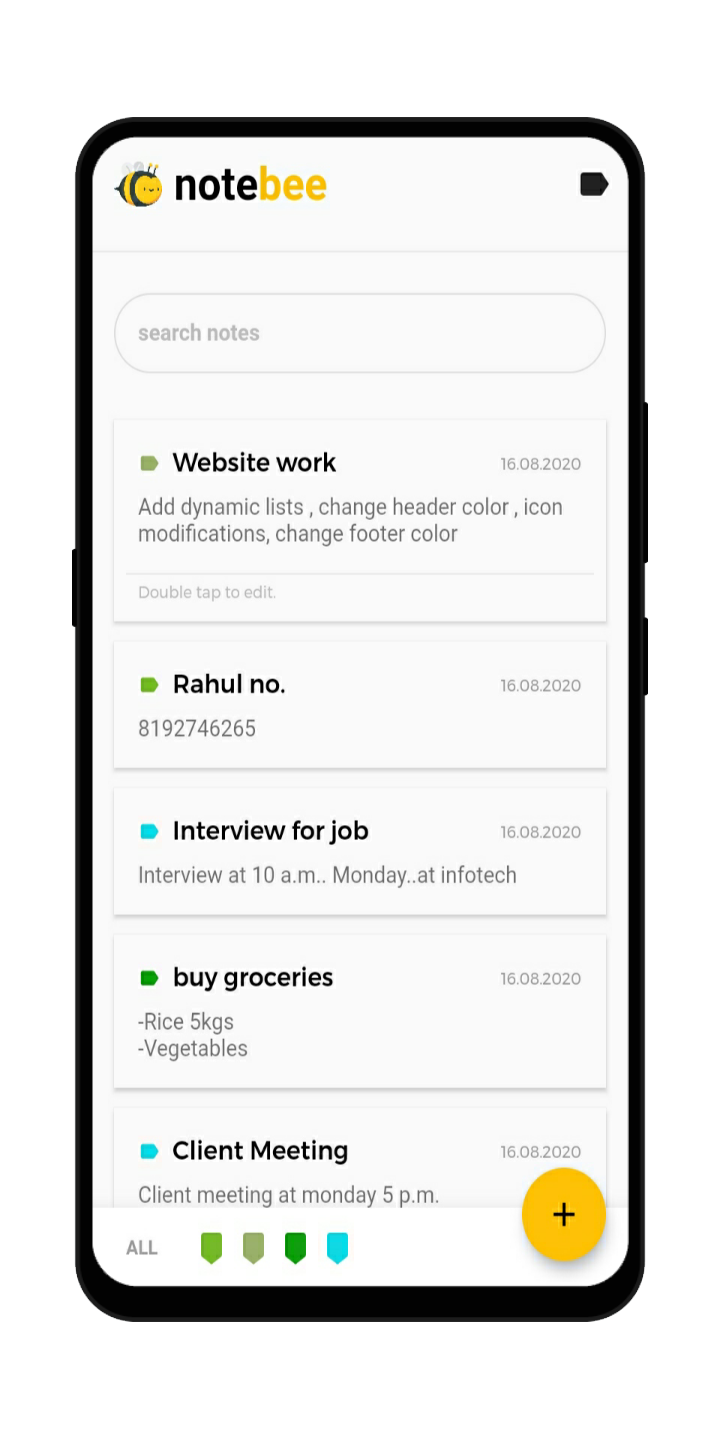 notebee
search notes
Website work 16.08.2020
Add dynamic lists , change header color , icon
modifications, change footer color
Double tap to edit.
Rahul no. 16.08.2020
8192746265
Interview for job 16.08.2020
Interview at 10 a.m.. Monday..at infotech
buy groceries 16.08.2020
-Rice 5kgs
-Vegetables
Client Meeting 16.08.2020
Client meeting at monday 5 p.m.
+
ALL